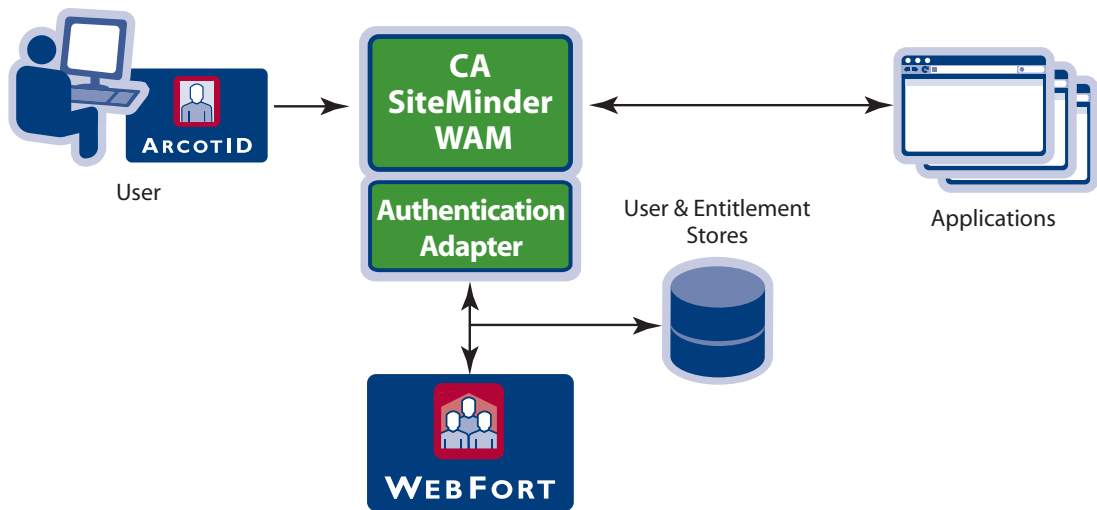 CA
SiteMinder
WAM
ARCOTID
User
Authentication
Adapter
User & Entitlement
Stores
Applications
WEBFORT